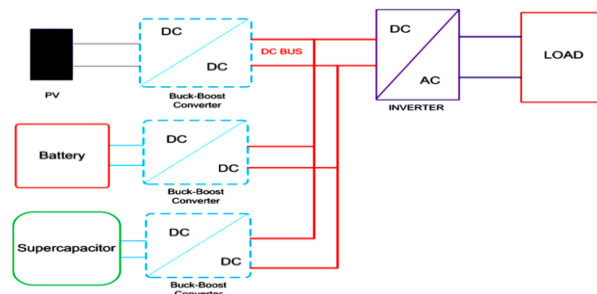 DC
DC
PV
Buck-Boost
Converter
DC BUS
DC
AC
INVERTER
LOAD
Battery
DC
DC
Buck-Boost
Converter
Supercapacitor
DC
DC
Buck-Boost
Converter